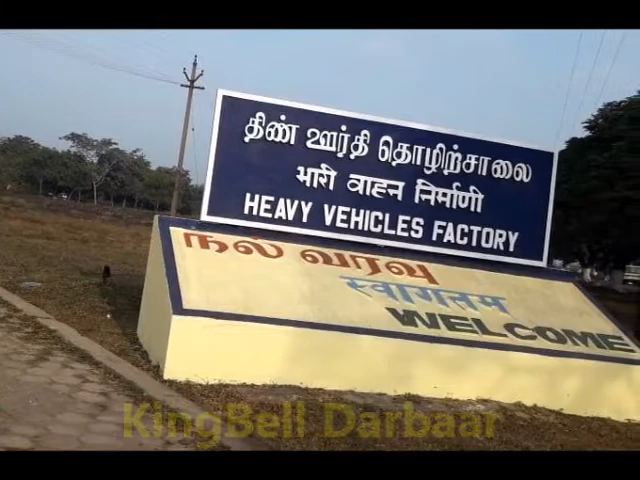 திண் ஊர்தி தொழிற்சாலை
भारी वाहन निर्माणी
HEAVY VEHICLES FACTORY
நல் வரவு
स्वागतम
WELCOME
KingBell Darbaar